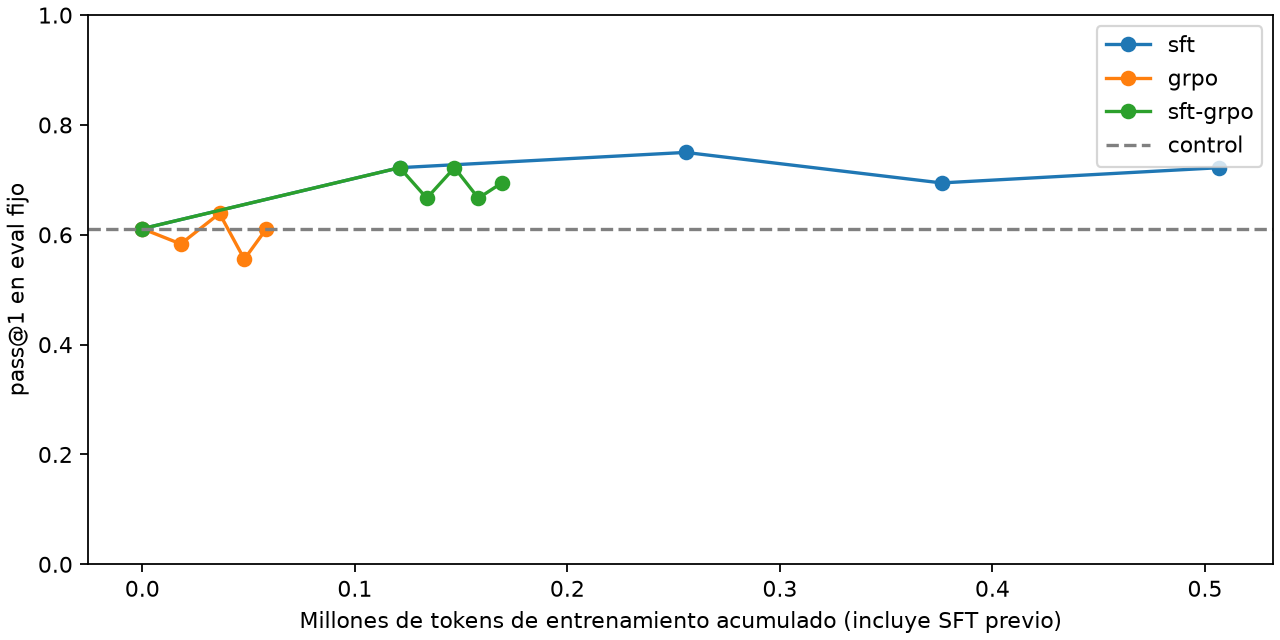 pass@1 en eval fijo
1.0
0.8
0.6
0.4
0.2
0.0
sft
grpo
sft-grpo
control
0.0 0.1 0.2 0.3 0.4 0.5
Millones de tokens de entrenamiento acumulado (incluye SFT previo)